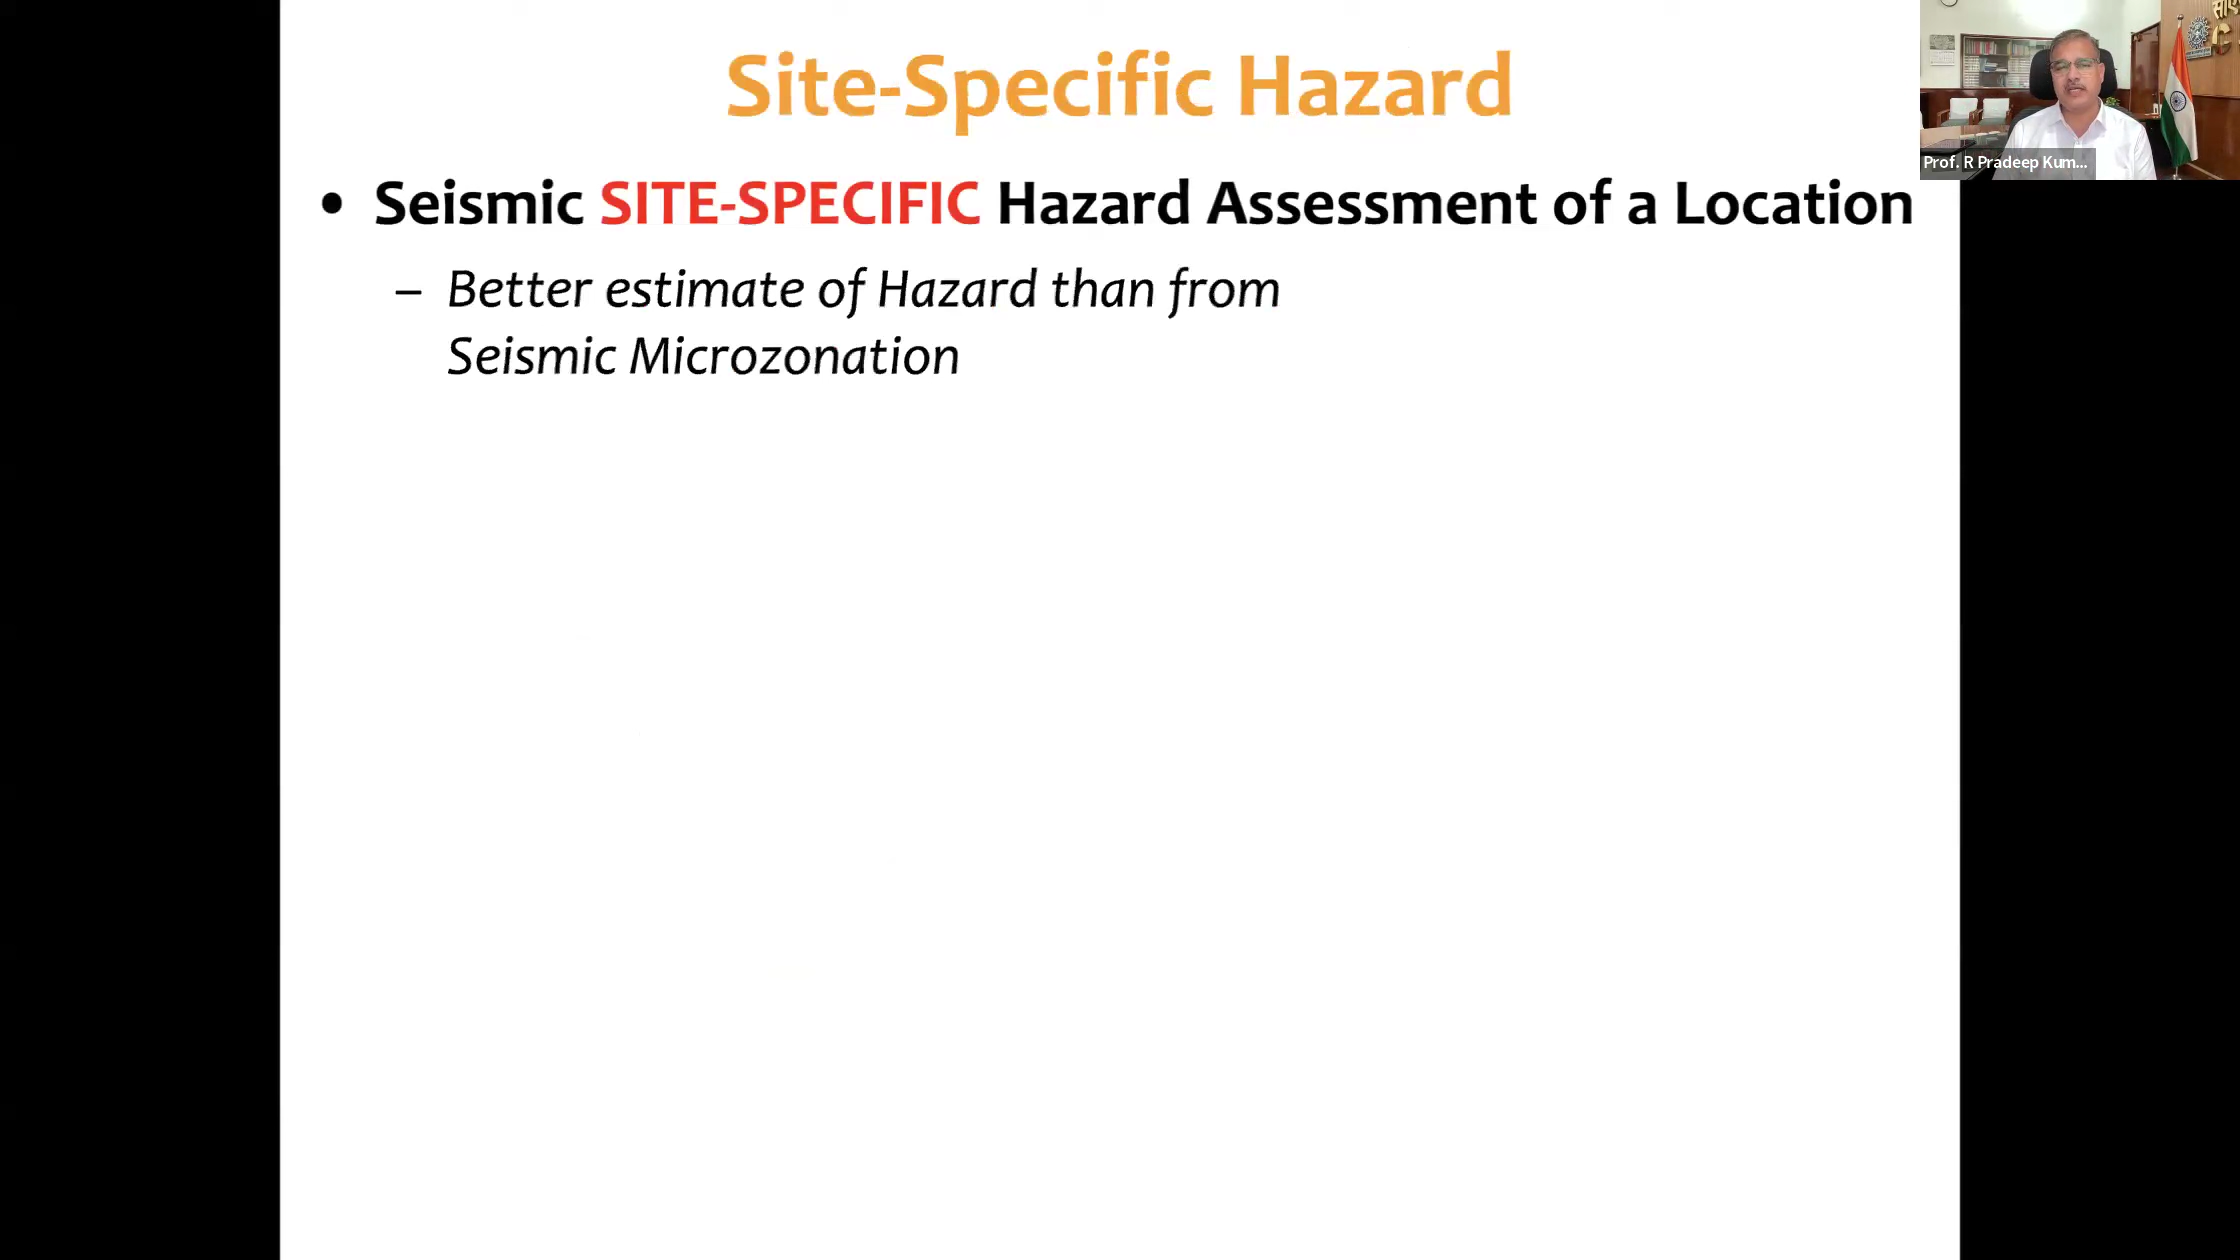 Site-Specific Hazard
• Seismic SITE-SPECIFIC Hazard Assessment of a Location
– Better estimate of Hazard than from
Seismic Microzonation
Prof. R Pradeep Kum...